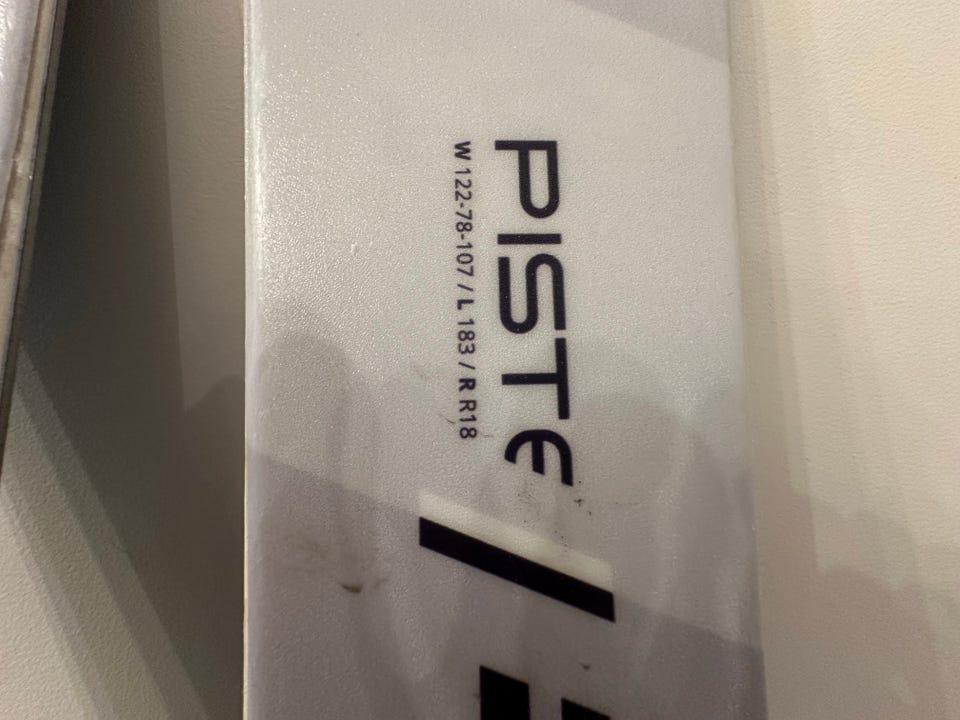 PISTE
W 122-78-107 / L 183 / R R18